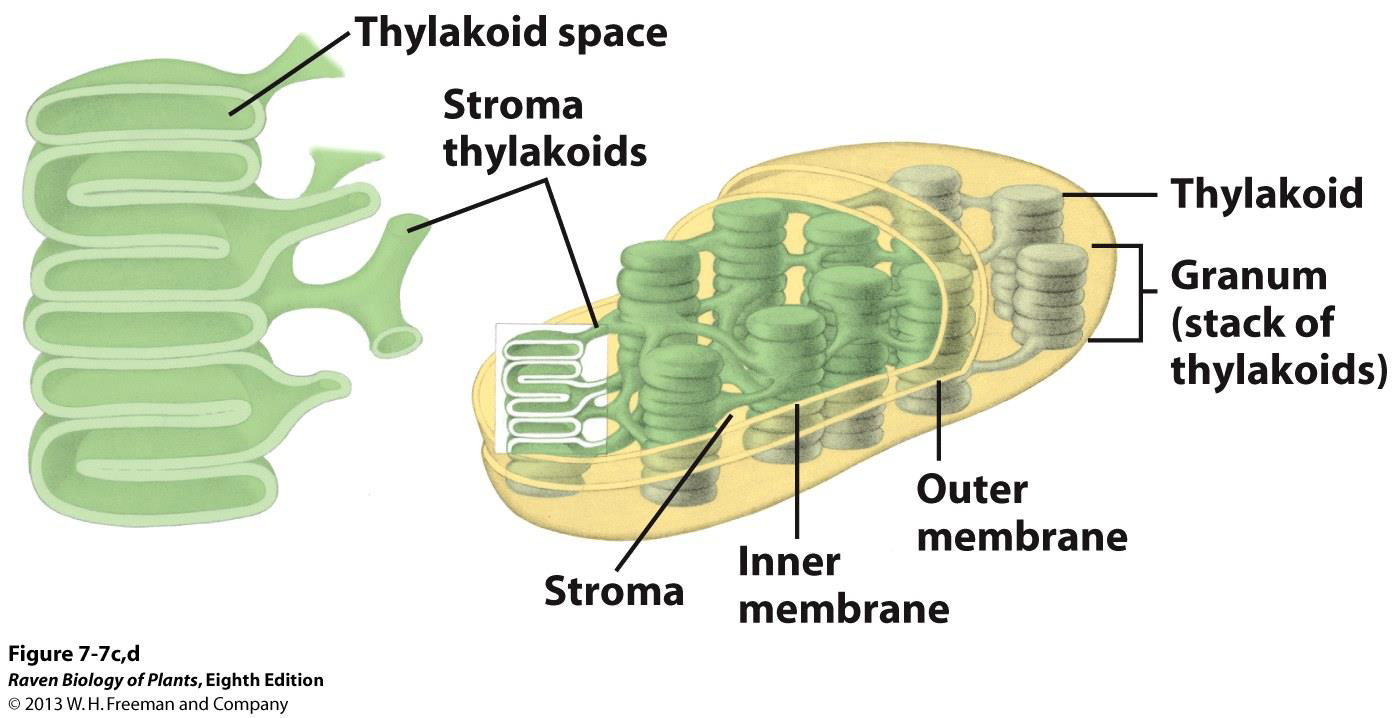 Thylakoid space
Stroma
thylakoids
Thylakoid
Granum
(stack of
thylakoids)
Outer
membrane
Inner
membrane
Stroma
Figure 7-7c,d
Raven Biology of Plants, Eighth Edition
© 2013 W. H. Freeman and Company